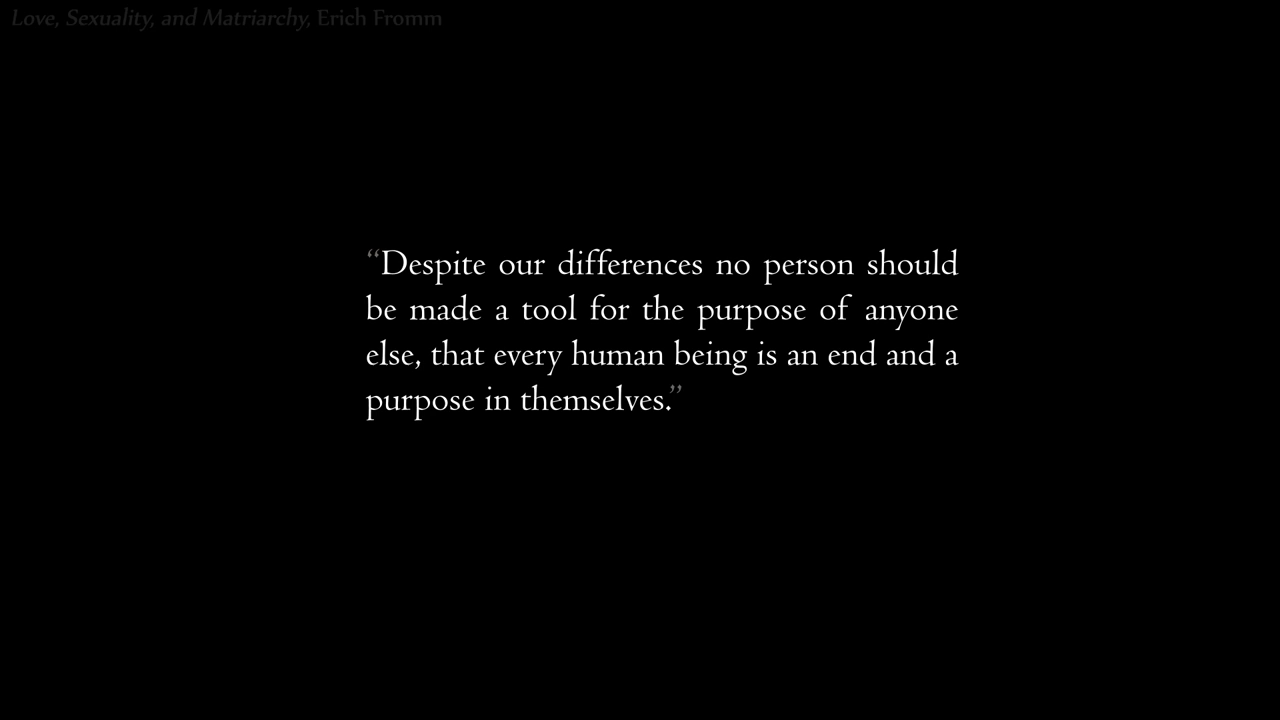 Love, Sexuality, and Matriarchy, Erich Fromm
“Despite our differences no person should
be made a tool for the purpose of anyone
else, that every human being is an end and a
purpose in themselves.”